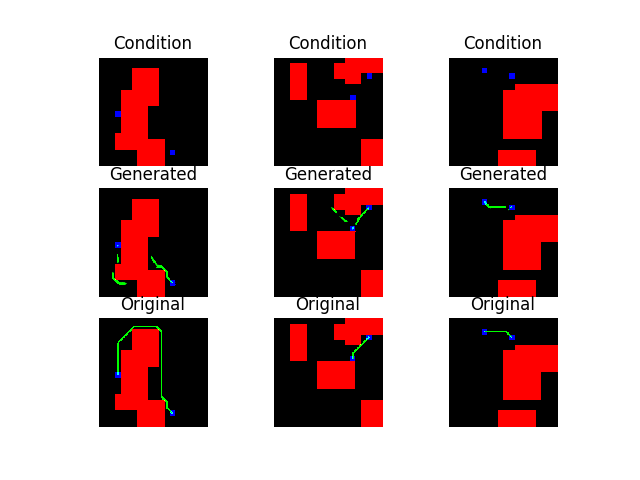 Condition Condition Condition
Generated Generated Generated
Original Original Original